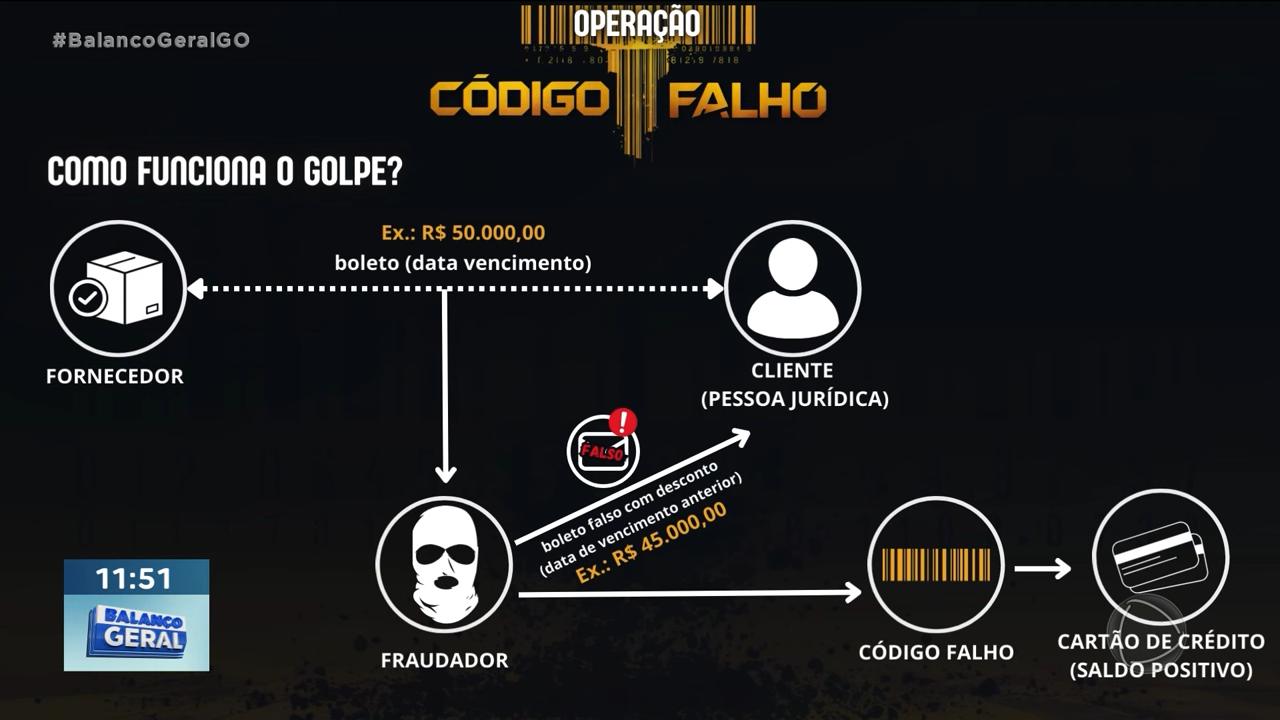 #BalancoGeralGO
OPERAÇÃO
CÓDIGO FALHO
COMO FUNCIONA O GOLPE?
Ex.: R$ 50.000,00
boleto (data vencimento)
FORNECEDOR
CLIENTE
(PESSOA JURÍDICA)
FALSO
boleto falso com desconto
(data de vencimento anterior)
Ex.: R$ 45.000,00
11:51
BALANÇO
GERAL
FRAUDADOR
CÓDIGO FALHO
CARTÃO DE CRÉDITO
(SALDO POSITIVO)